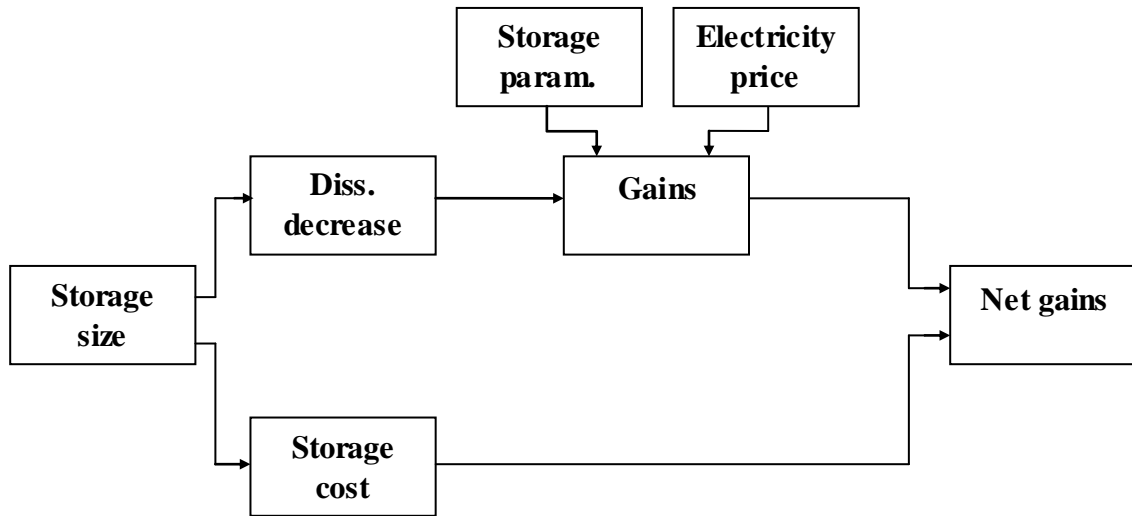 Storage
param.
Electricity
price
Diss.
decrease
Gains
Storage
size
Net gains
Storage
cost